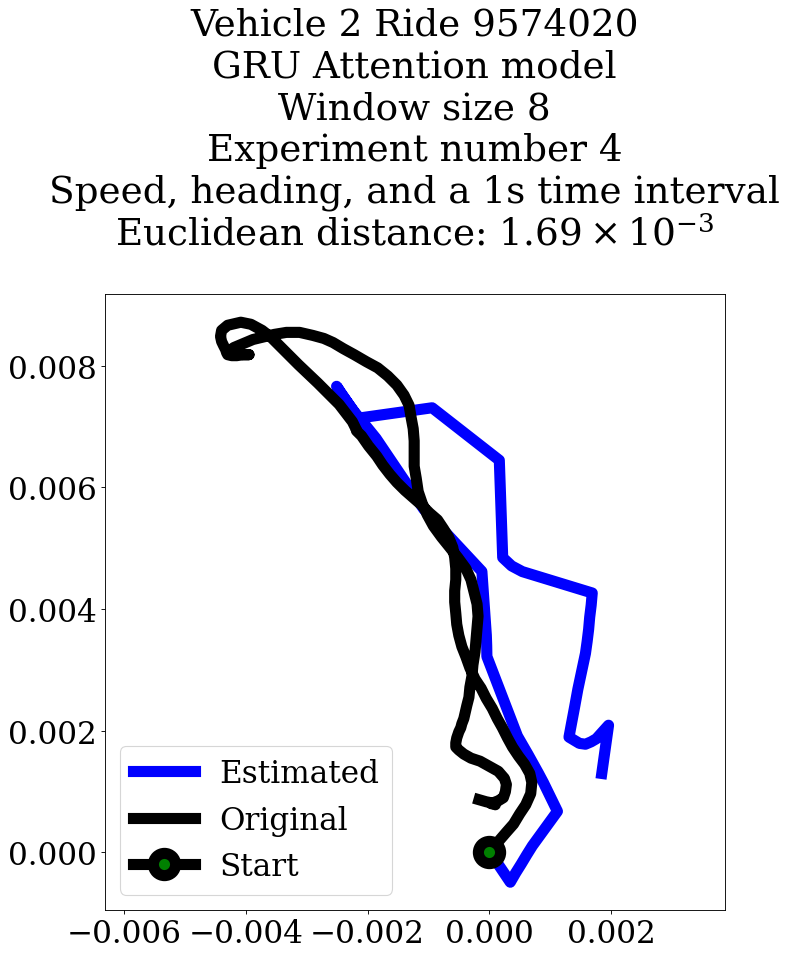 Vehicle 2 Ride 9574020
GRU Attention model
Window size 8
Experiment number 4
Speed, heading, and a 1s time interval
Euclidean distance: 1.69 × 10⁻³
0.008
0.006
0.004
0.002
0.000
Estimated
Original
Start
−0.006 −0.004 −0.002 0.000 0.002